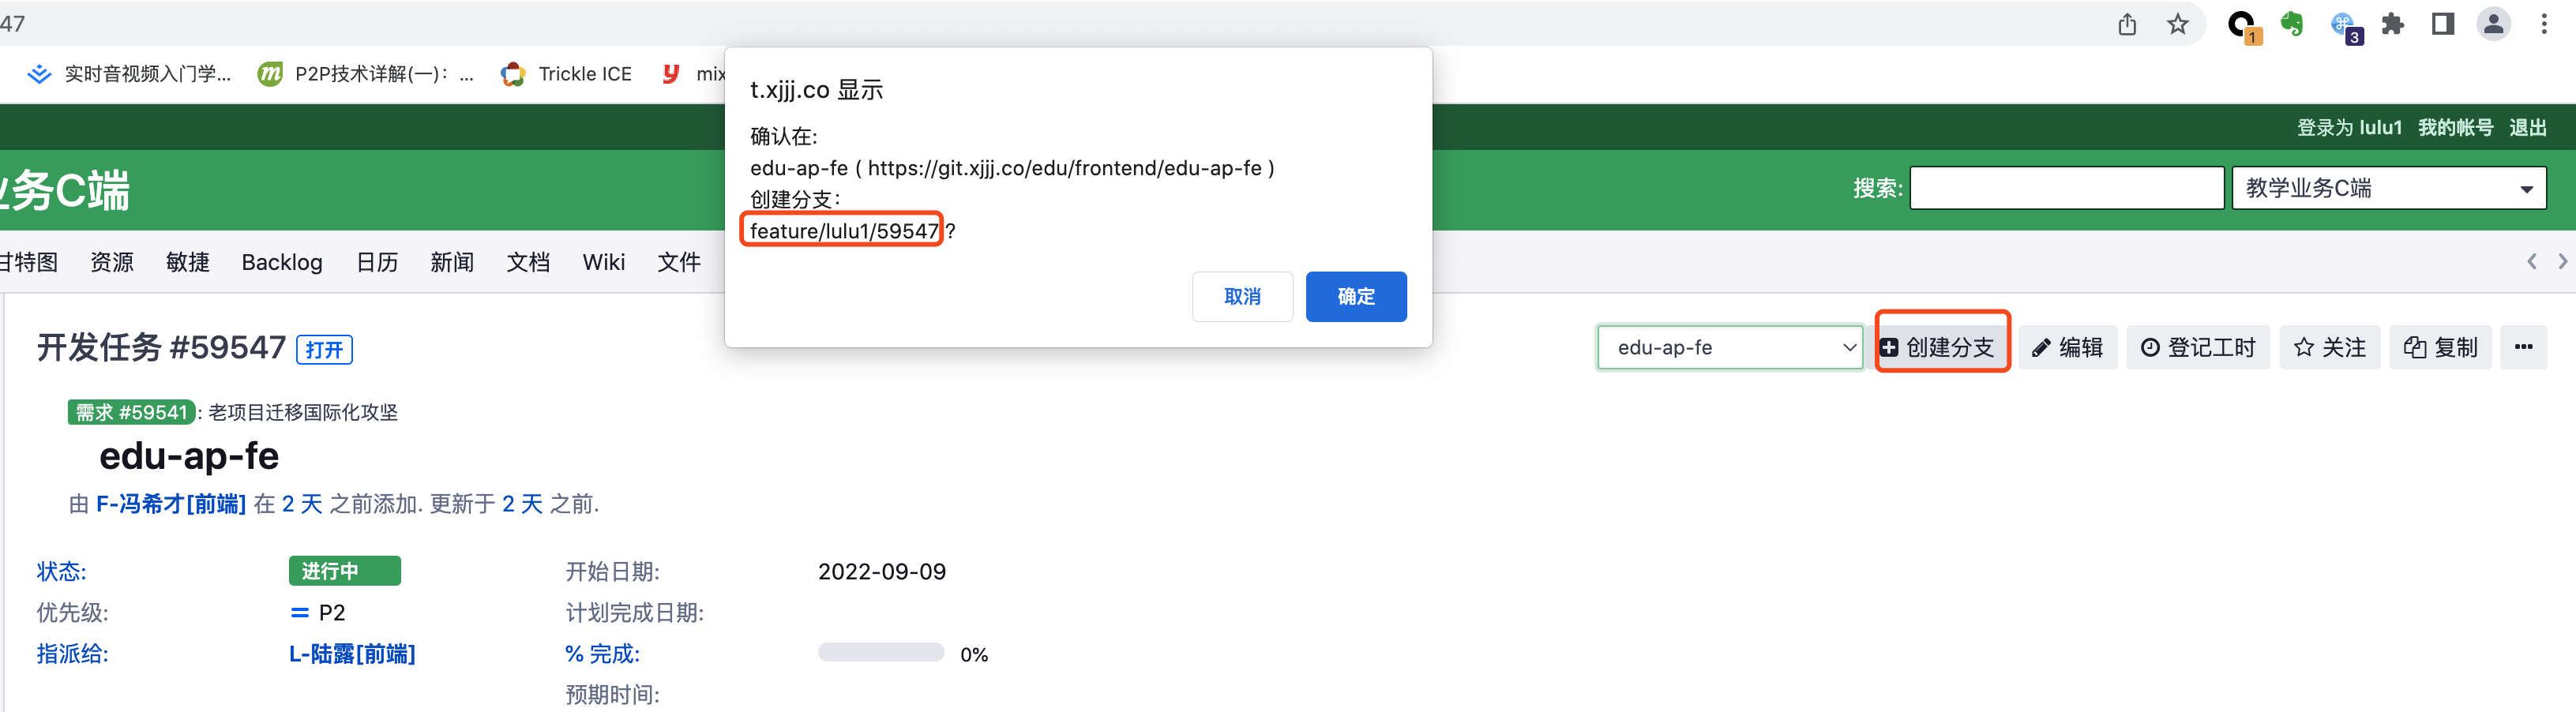 47
1
3
实时音视频入门学...
P2P技术详解(一)：...
Trickle ICE
mix
t.xjjj.co 显示
确认在:
edu-ap-fe ( https://git.xjjj.co/edu/frontend/edu-ap-fe )
创建分支:
feature/lulu1/59547 ?
取消
确定
登录为 lulu1 我的帐号 退出
业务C端
搜索:
教学业务C端
甘特图 资源 敏捷 Backlog 日历 新闻 文档 Wiki 文件
开发任务 #59547 打开
edu-ap-fe
创建分支
编辑
登记工时
关注
复制
需求 #59541 : 老项目迁移国际化攻坚
edu-ap-fe
由 F-冯希才[前端] 在 2 天 之前添加. 更新于 2 天 之前.
状态: 进行中 开始日期: 2022-09-09
优先级: P2 计划完成日期:
指派给: L-陆露[前端] % 完成: 0%
预期时间: